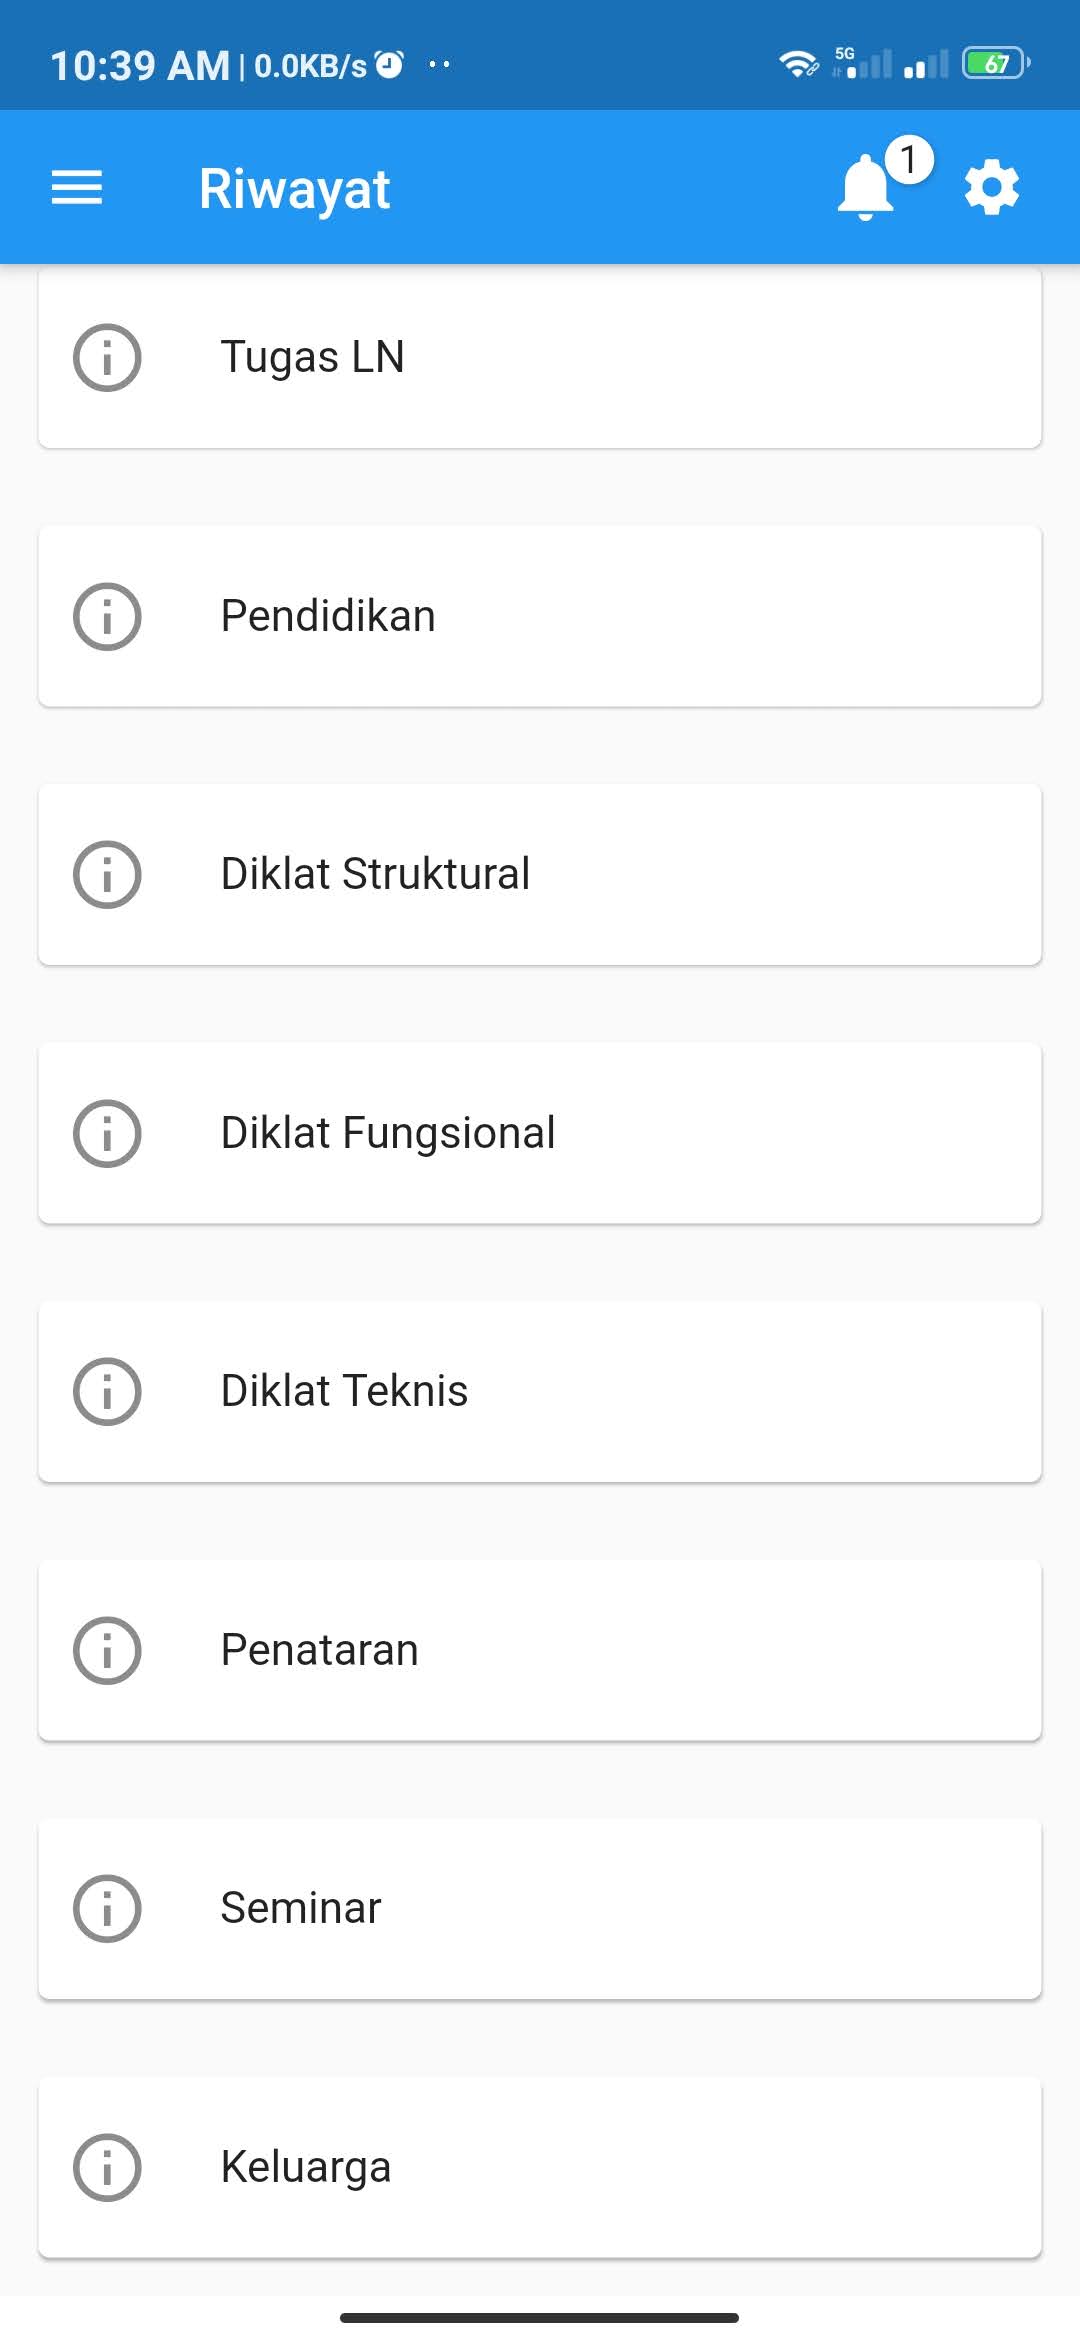 10:39 AM | 0.0KB/s 5G 67
Riwayat 1
Tugas LN
Pendidikan
Diklat Struktural
Diklat Fungsional
Diklat Teknis
Penataran
Seminar
Keluarga